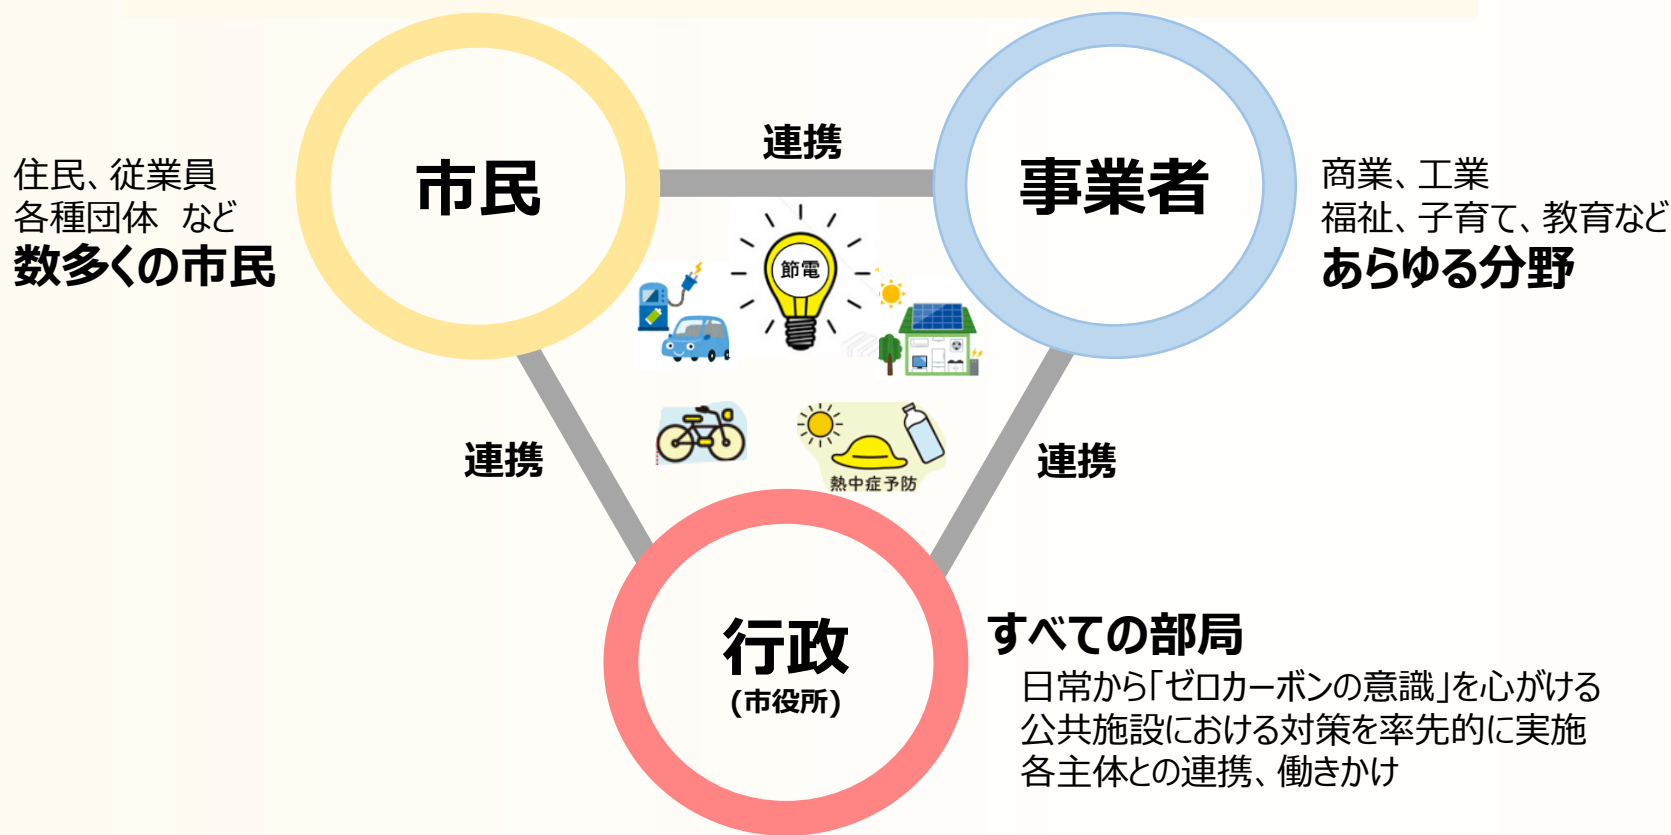 連携
市民
住民、従業員
各種団体　など
数多くの市民
事業者
商業、工業
福祉、子育て、教育など
あらゆる分野
節電
連携
連携
熱中症予防
行政
(市役所)
すべての部局
日常から「ゼロカーボンの意識」を心がける
公共施設における対策を率先的に実施
各主体との連携、働きかけ